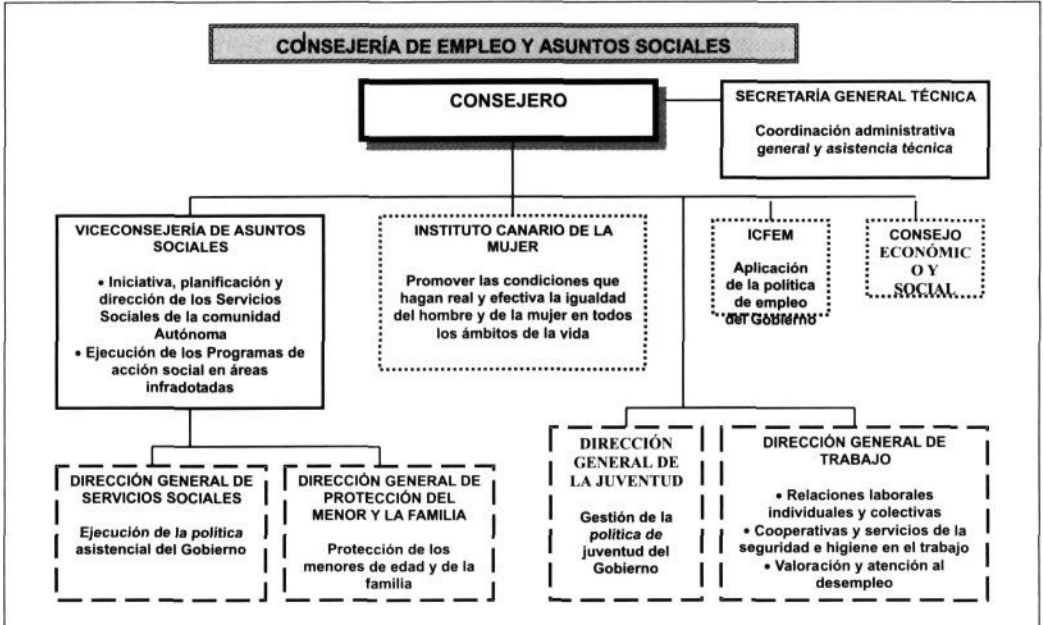 CONSEJERÍA DE EMPLEO Y ASUNTOS SOCIALES
CONSEJERO
SECRETARÍA GENERAL TÉCNICA
Coordinación administrativa
general y asistencia técnica
VICECONSEJERÍA DE ASUNTOS
SOCIALES
• Iniciativa, planificación y
dirección de los Servicios
Sociales de la comunidad
Autónoma
• Ejecución de los Programas de
acción social en áreas
infradotadas
INSTITUTO CANARIO DE LA
MUJER
Promover las condiciones que
hagan real y efectiva la igualdad
del hombre y de la mujer en todos
los ámbitos de la vida
ICFEM
Aplicación
de la política
de empleo
del Gobierno
CONSEJO
ECONÓMIC
O Y
SOCIAL
DIRECCIÓN GENERAL DE
SERVICIOS SOCIALES
Ejecución de la política
asistencial del Gobierno
DIRECCIÓN GENERAL DE
PROTECCIÓN DEL
MENOR Y LA FAMILIA
Protección de los
menores de edad y de la
familia
DIRECCIÓN
GENERAL DE
LA JUVENTUD
Gestión de la
política de
juventud del
Gobierno
DIRECCIÓN GENERAL DE
TRABAJO
• Relaciones laborales
individuales y colectivas
• Cooperativas y servicios de la
seguridad e higiene en el trabajo
• Valoración y atención al
desempleo